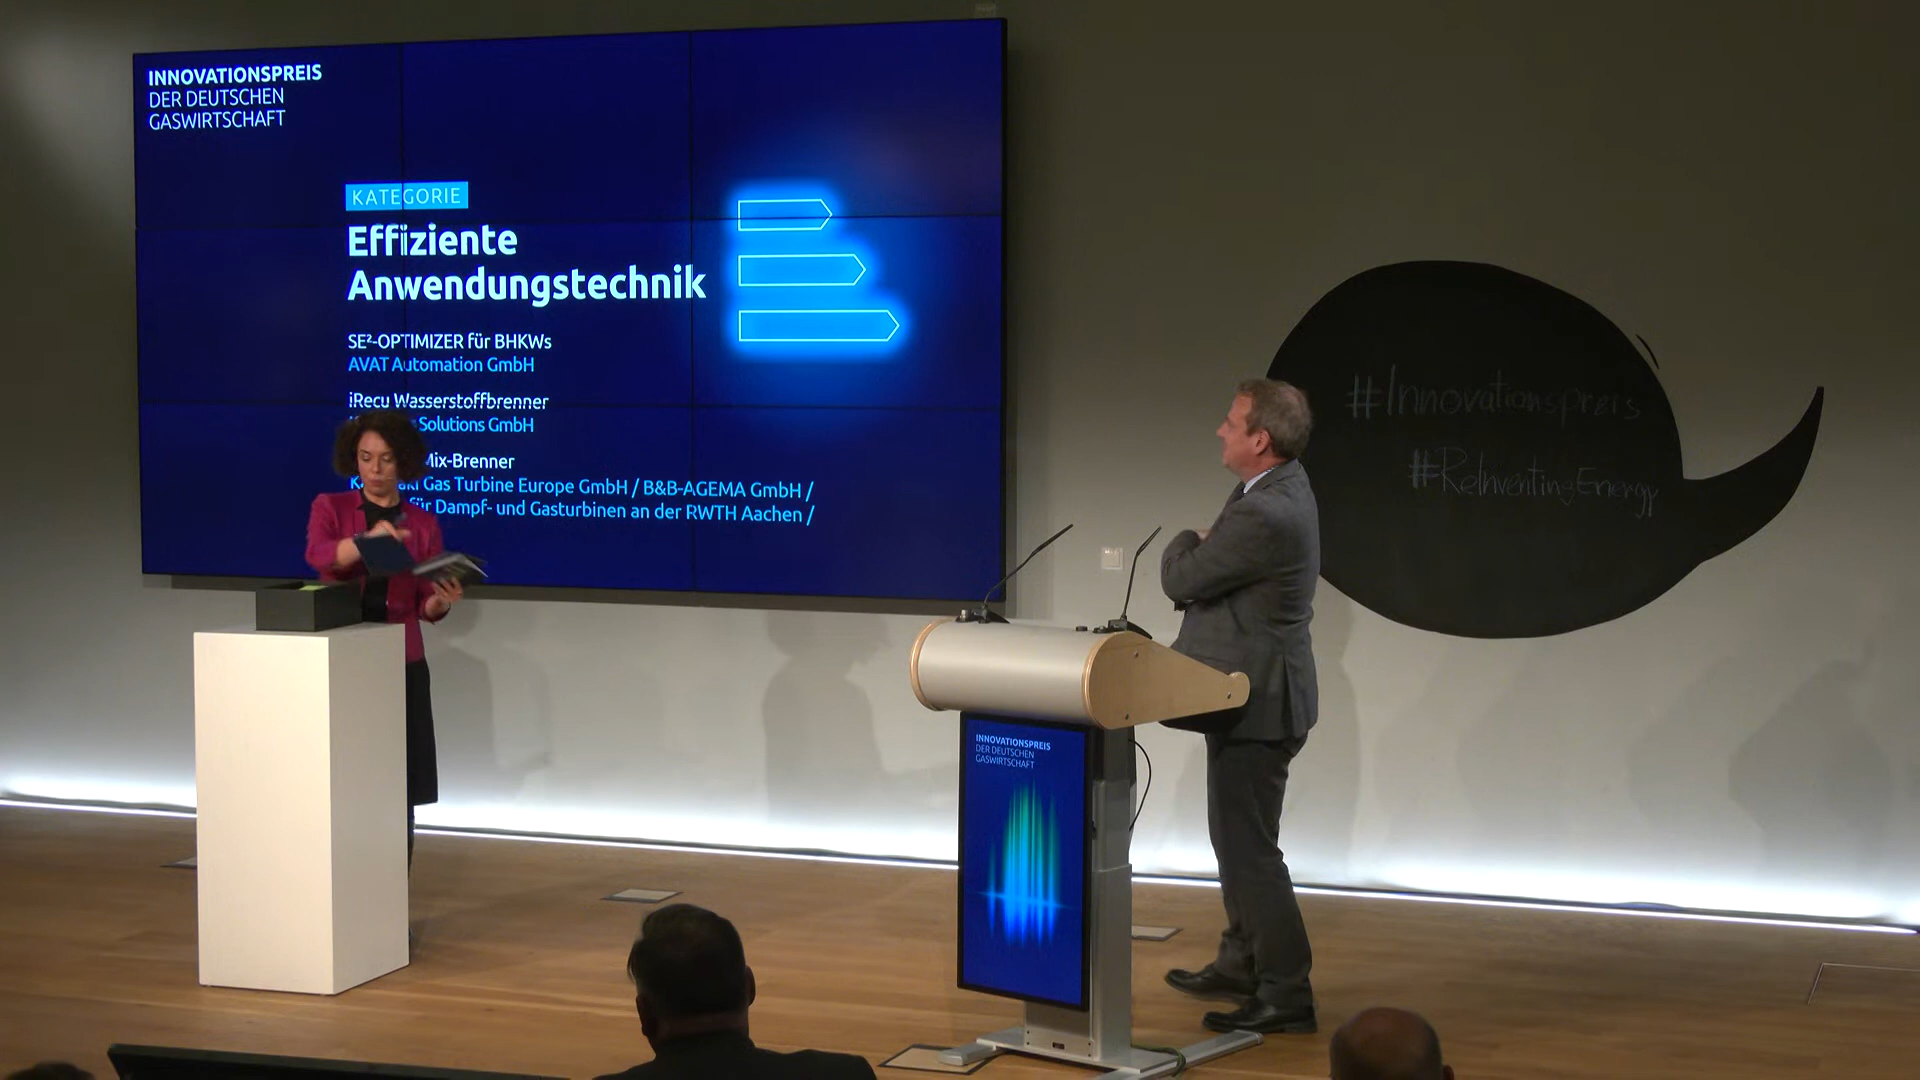 INNOVATIONSPREIS
DER DEUTSCHEN
GASWIRTSCHAFT
KATEGORIE
Effiziente
Anwendungstechnik
SE²-OPTIMIZER für BHKWs
AVAT Automation GmbH
iRecu Wasserstoffbrenner
Solutions GmbH
Mix-Brenner
Gas Turbine Europe GmbH / B&B-AGEMA GmbH /
für Dampf- und Gasturbinen an der RWTH Aachen /
#Innovationspreis
#ReInventingEnergy
INNOVATIONSPREIS
DER DEUTSCHEN
GASWIRTSCHAFT